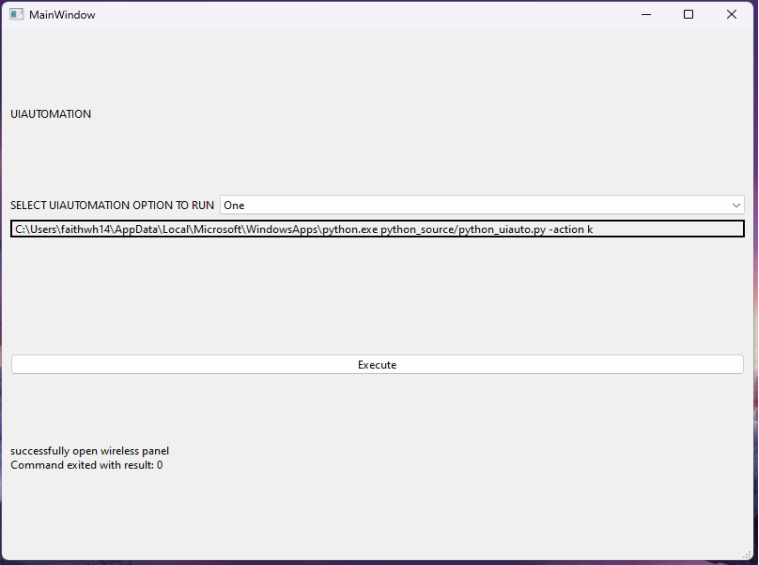 MainWindow
UIAUTOMATION
SELECT UIAUTOMATION OPTION TO RUN One
C:\Users\faithwh14\AppData\Local\Microsoft\WindowsApps\python.exe python_source/python_uiauto.py -action k
Execute
successfully open wireless panel
Command exited with result: 0